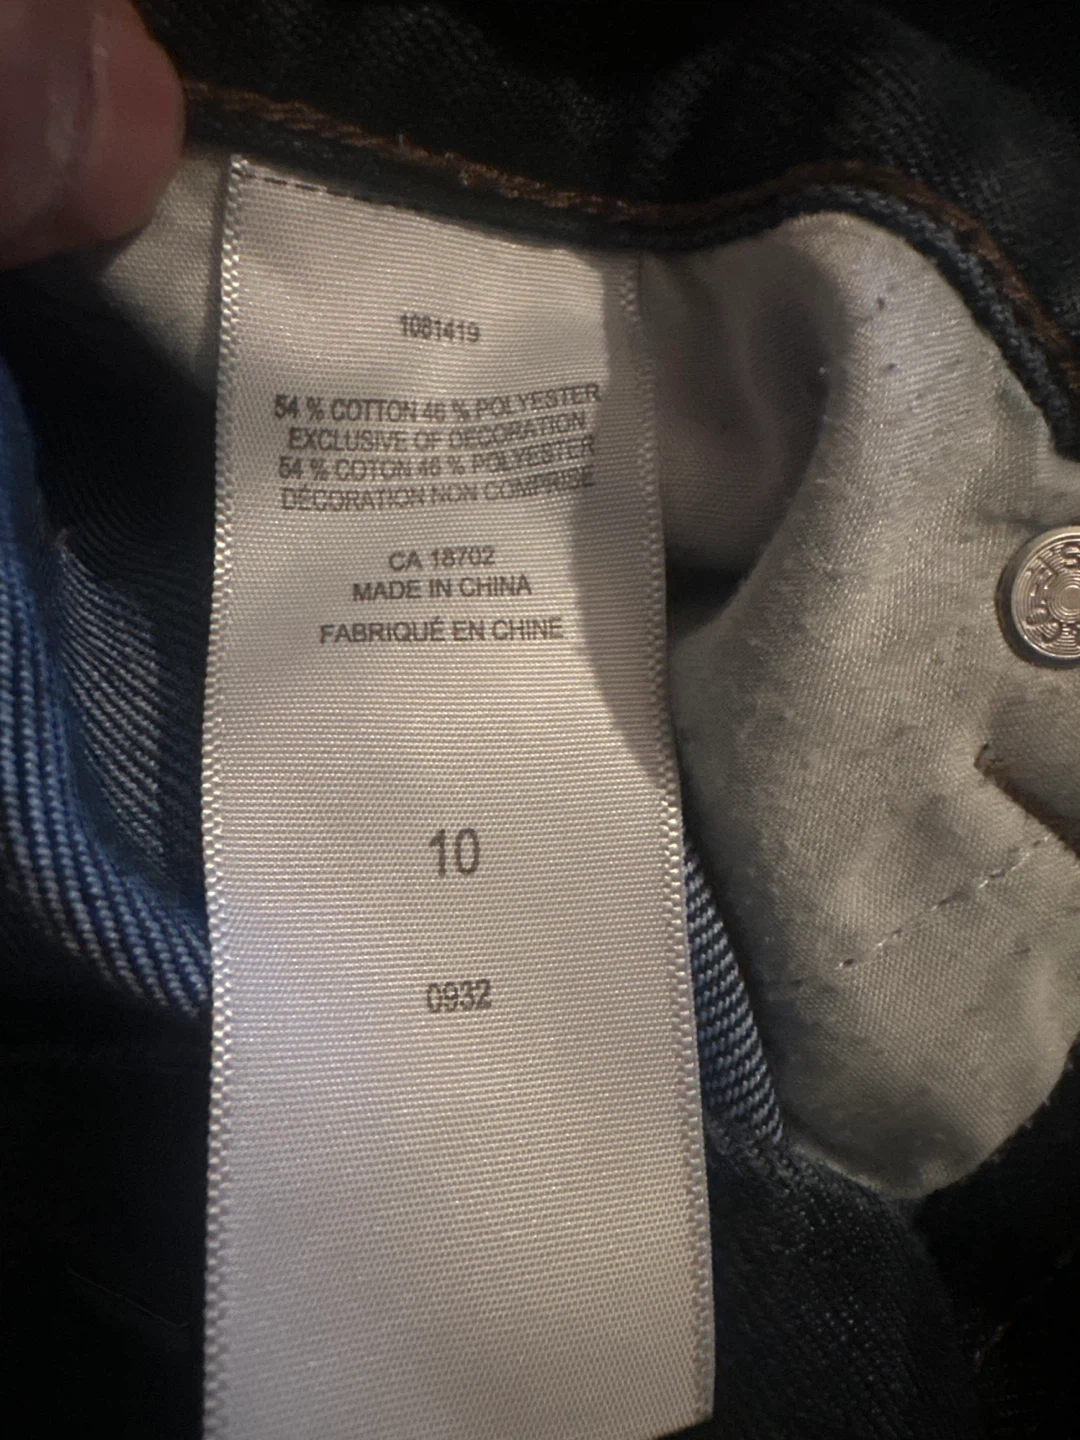 1081419
54 % COTTON 46 % POLYESTER
EXCLUSIVE OF DECORATION
54 % COTON 46 % POLYESTER
DÉCORATION NON COMPRISE
CA 18702
MADE IN CHINA
FABRIQUÉ EN CHINE
10
0932